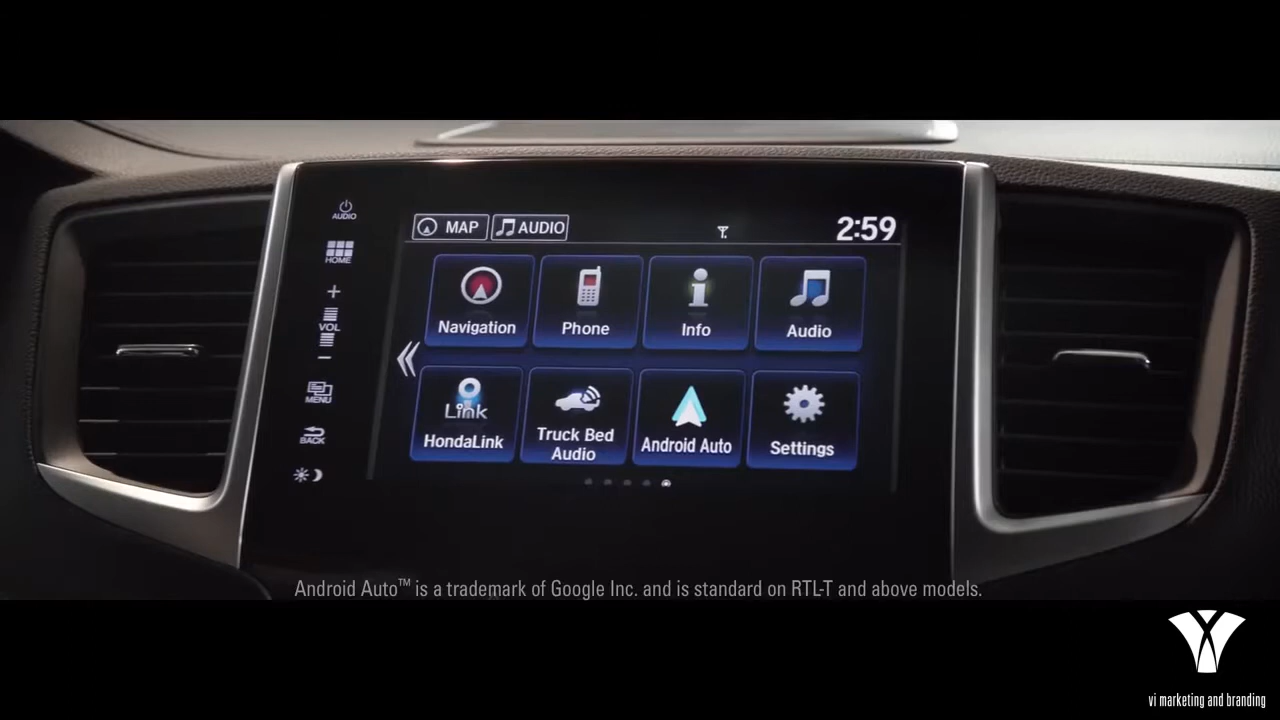 AUDIO
HOME
+
VOL
−
MENU
BACK
MAP
AUDIO
2:59
Navigation
Phone
Info
Audio
Link
HondaLink
Truck Bed
Audio
Android Auto
Settings
Android Auto™ is a trademark of Google Inc. and is standard on RTL-T and above models.
vi marketing and branding